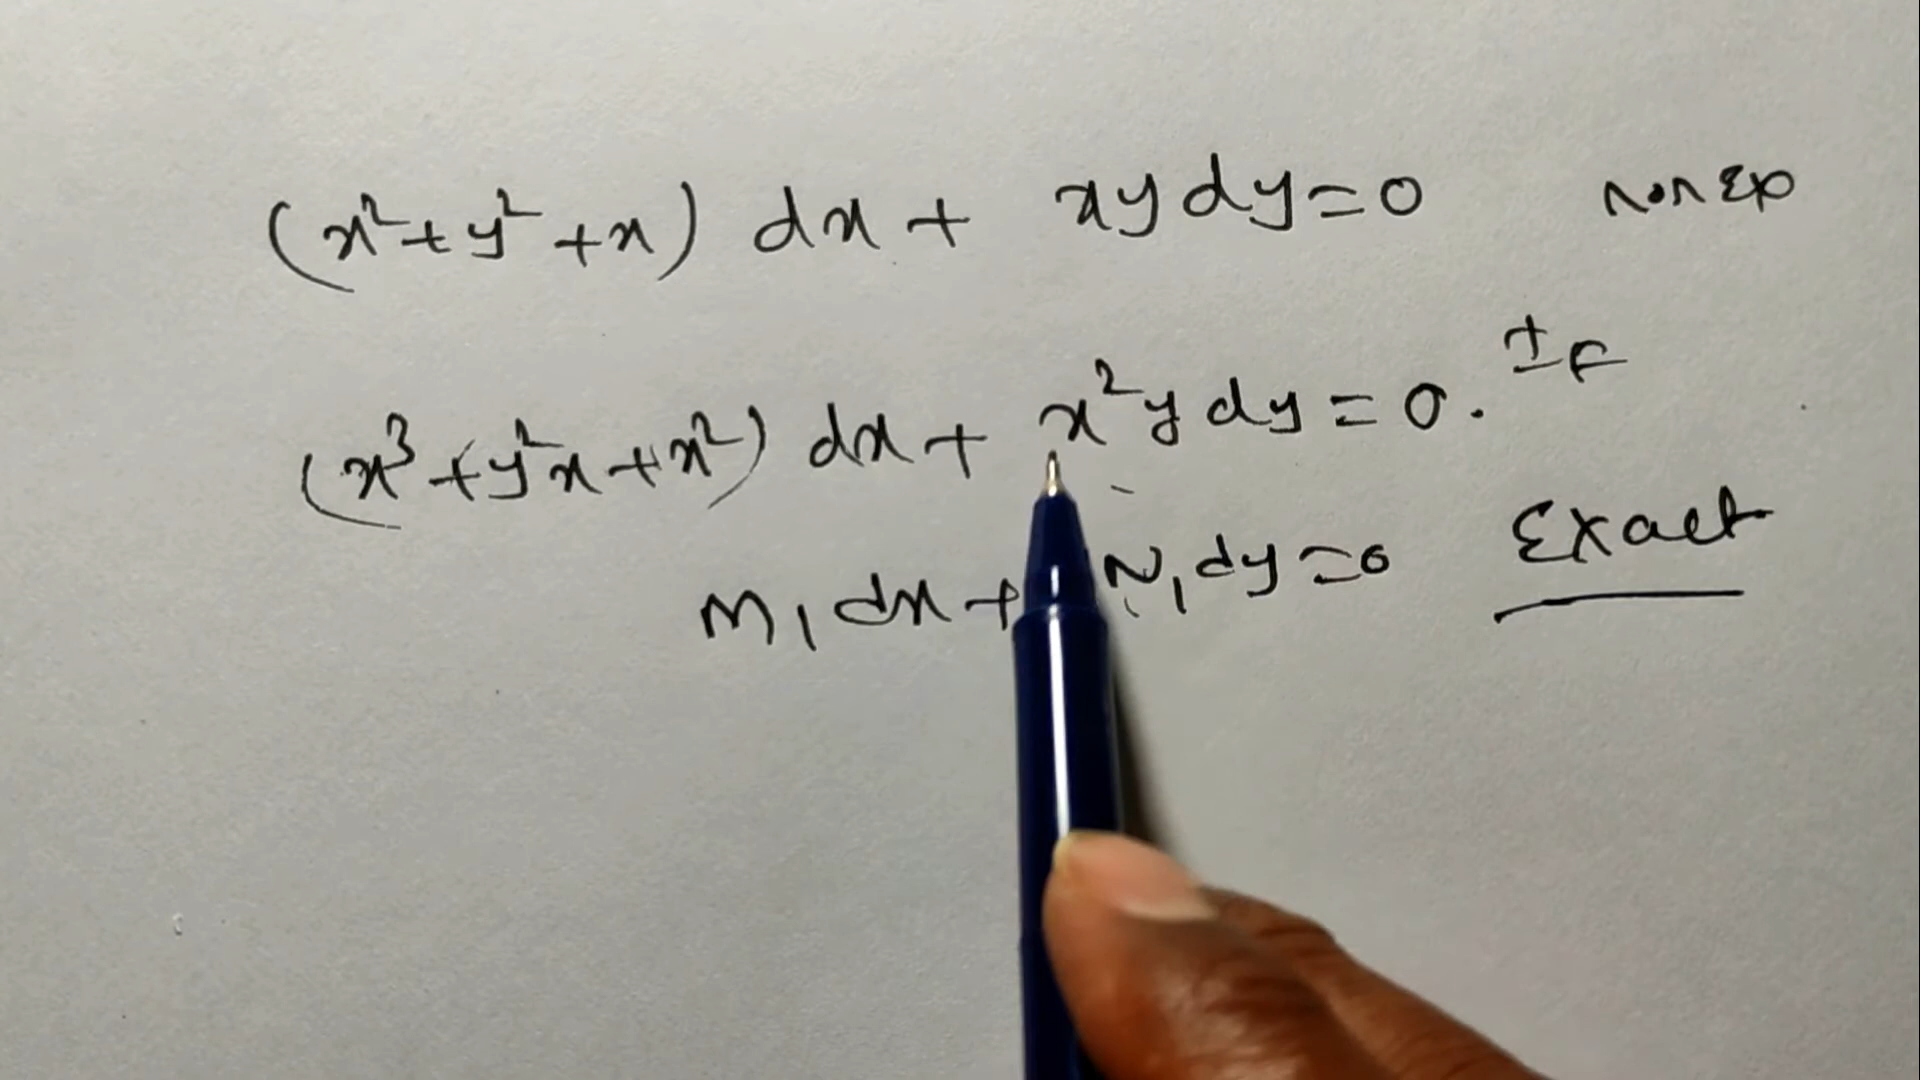 (x²+y²+x) dx + xy dy=0 non Ex
(x³+y²x+x²) dx + x²y dy = 0. IF
M₁ dx + N₁ dy=0 Exact